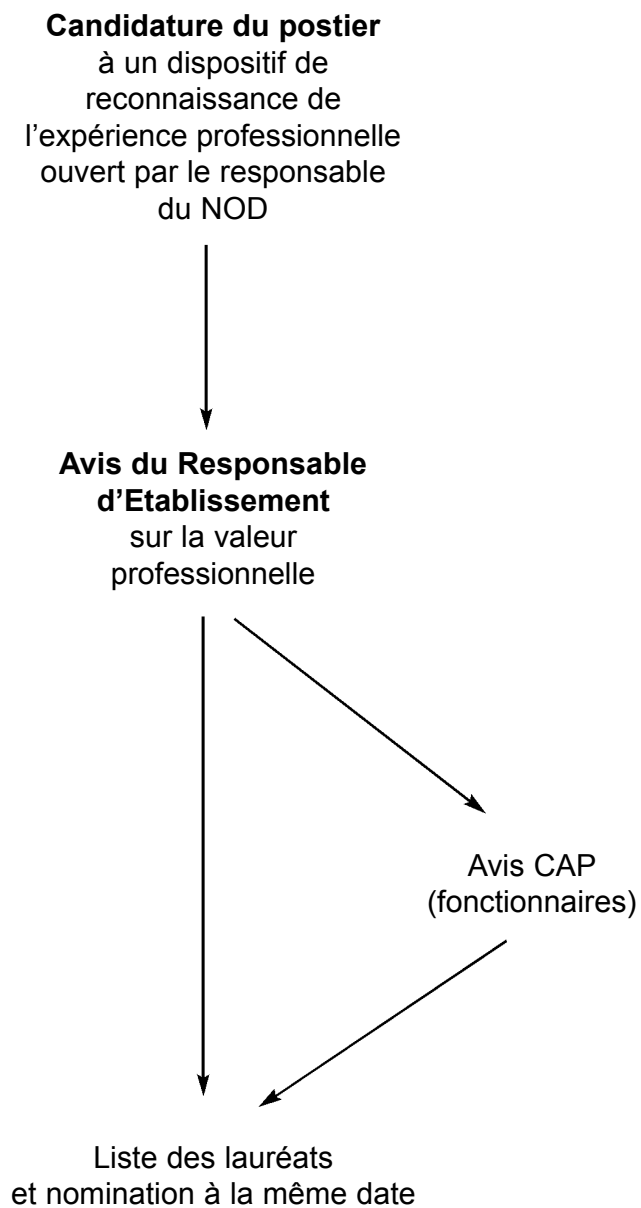 Candidature du postier
à un dispositif de
reconnaissance de
l’expérience professionnelle
ouvert par le responsable
du NOD
Avis du Responsable
d’Etablissement
sur la valeur
professionnelle
Avis CAP
(fonctionnaires)
Liste des lauréats
et nomination à la même date